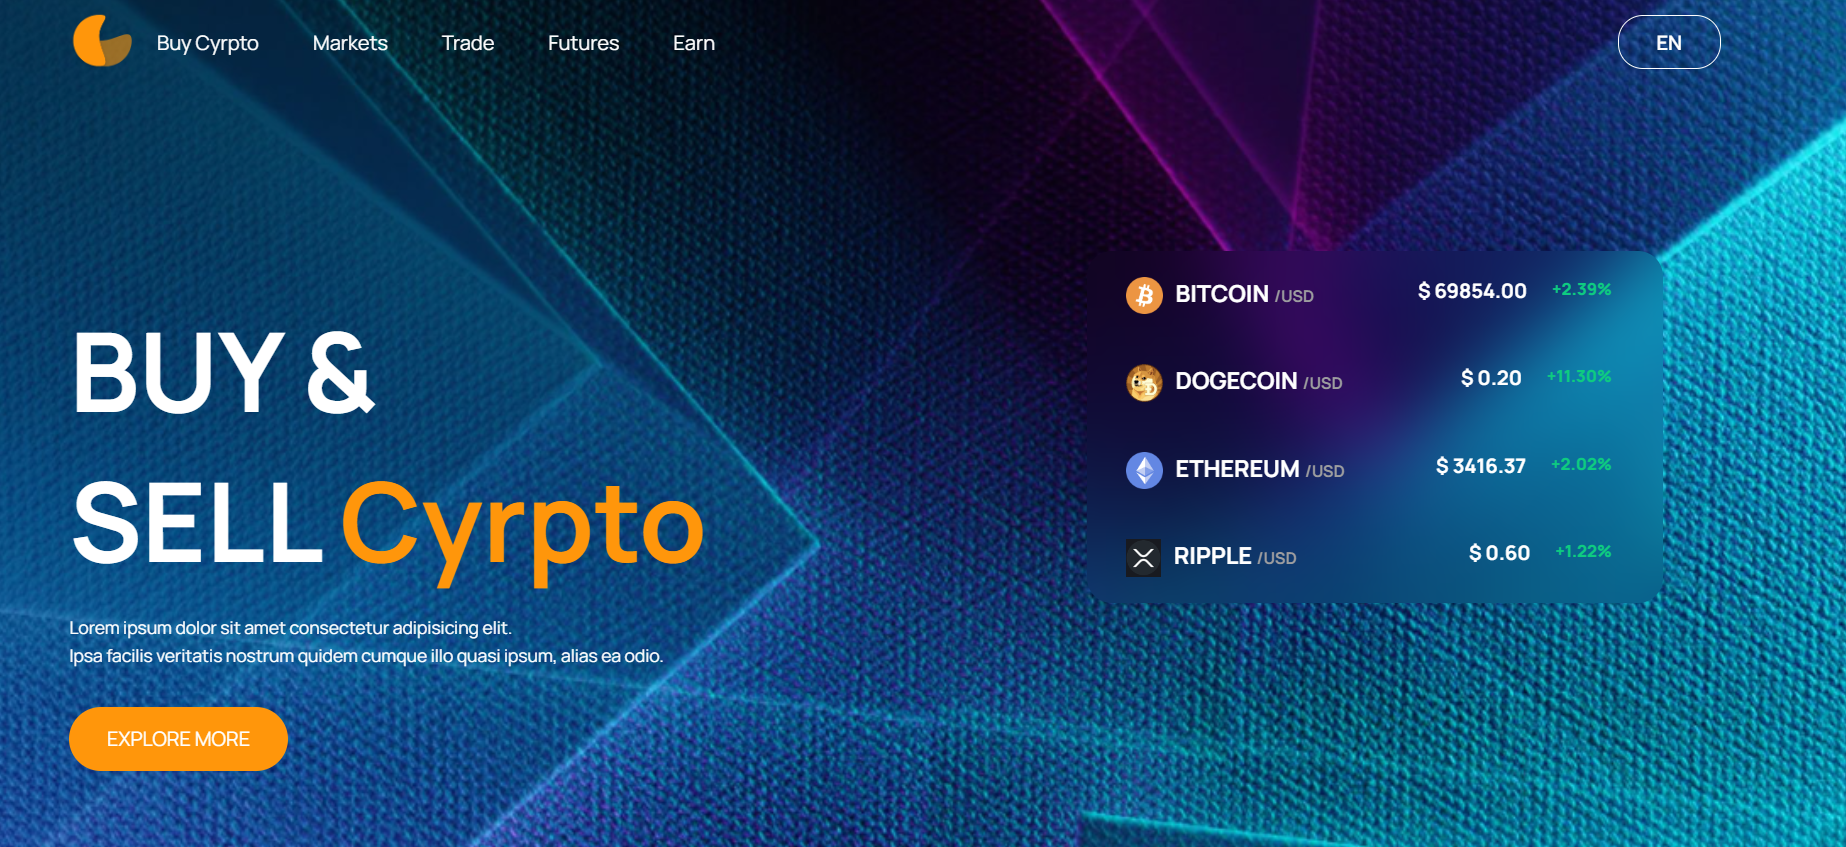 Buy Cyrpto Markets Trade Futures Earn EN
BUY &
SELL Cyrpto
Lorem ipsum dolor sit amet consectetur adipisicing elit.
Ipsa facilis veritatis nostrum quidem cumque illo quasi ipsum, alias ea odio.
EXPLORE MORE
BITCOIN /USD $ 69854.00 +2.39%
DOGECOIN /USD $ 0.20 +11.30%
ETHEREUM /USD $ 3416.37 +2.02%
RIPPLE /USD $ 0.60 +1.22%